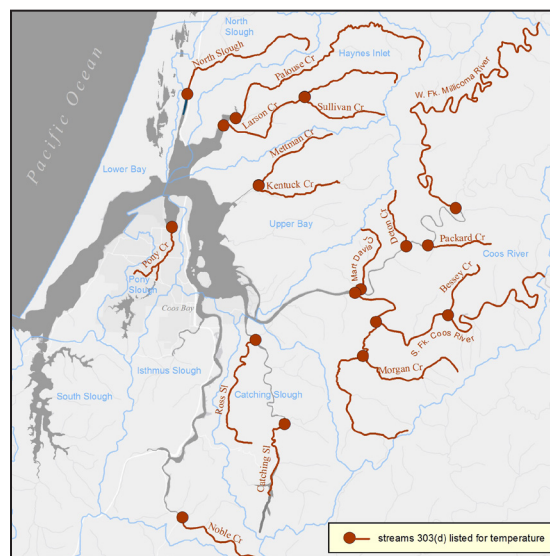 North
Slough
North Slough
Haynes Inlet
Palouse Cr
W. Fk. Millicoma River
Pacific Ocean
Larson Cr
Sullivan Cr
Mettman Cr
Lower Bay
Kentuck Cr
Upper Bay
Daton Cr
Packard Cr
Coos River
Pony Cr
Mart Davis Cr
Bessey Cr
Pony
Slough
Coos Bay
S. Fk. Coos River
Isthmus Slough
Morgan Cr
South Slough
Ross Sl
Catching Slough
Catching Sl
Noble Cr
streams 303(d) listed for temperature